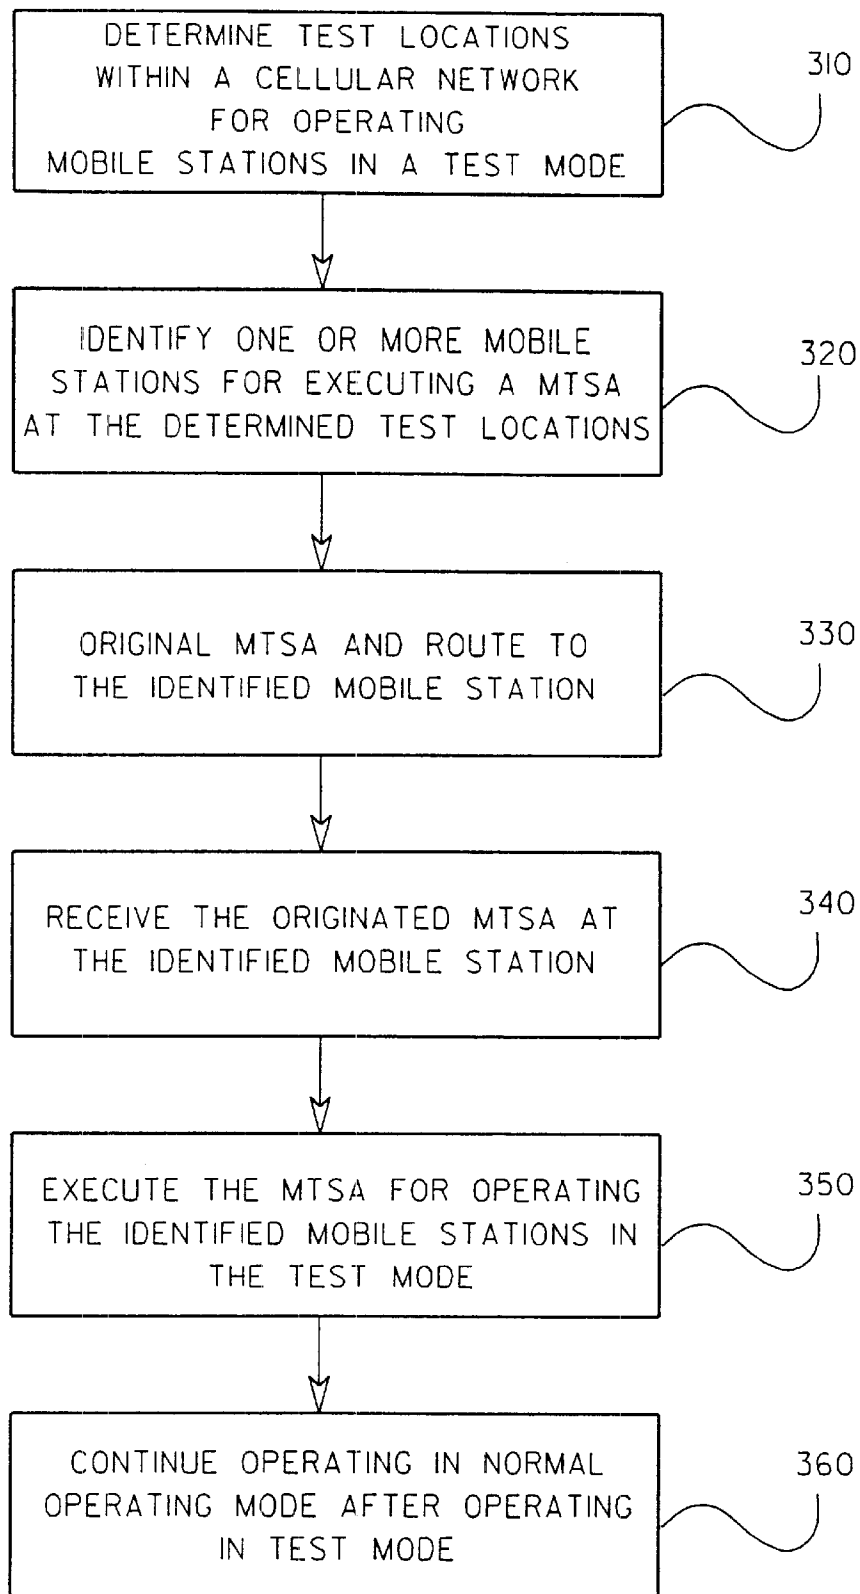 DETERMINE TEST LOCATIONS
WITHIN A CELLULAR NETWORK
FOR OPERATING
MOBILE STATIONS IN A TEST MODE
310
IDENTIFY ONE OR MORE MOBILE
STATIONS FOR EXECUTING A MTSA
AT THE DETERMINED TEST LOCATIONS
320
ORIGINAL MTSA AND ROUTE TO
THE IDENTIFIED MOBILE STATION
330
RECEIVE THE ORIGINATED MTSA AT
THE IDENTIFIED MOBILE STATION
340
EXECUTE THE MTSA FOR OPERATING
THE IDENTIFIED MOBILE STATIONS IN
THE TEST MODE
350
CONTINUE OPERATING IN NORMAL
OPERATING MODE AFTER OPERATING
IN TEST MODE
360